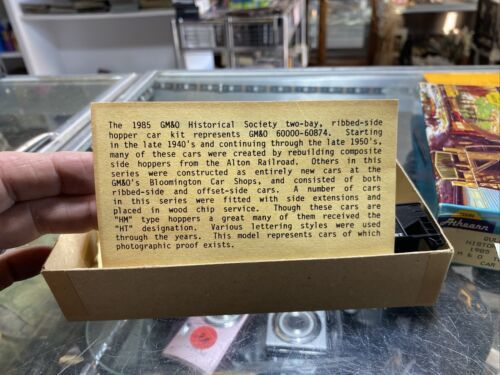 The 1985 GM&O Historical Society two-bay, ribbed-side
hopper car kit represents GM&O 60000-60874. Starting
in the late 1940's and continuing through the late 1950's,
many of these cars were created by rebuilding composite
side hoppers from the Alton Railroad. Others in this
series were constructed as entirely new cars at the
GM&O's Bloomington Car Shops, and consisted of both
ribbed-side and offset-side cars. A number of cars
in this series were fitted with side extensions and
placed in wood chip service. Though these cars are
"HM" type hoppers a great many of them received the
"HT" designation. Various lettering styles were used
through the years. This model represents cars of which
photographic proof exists.
Athearn
HISTO
1985
M & O
CAR